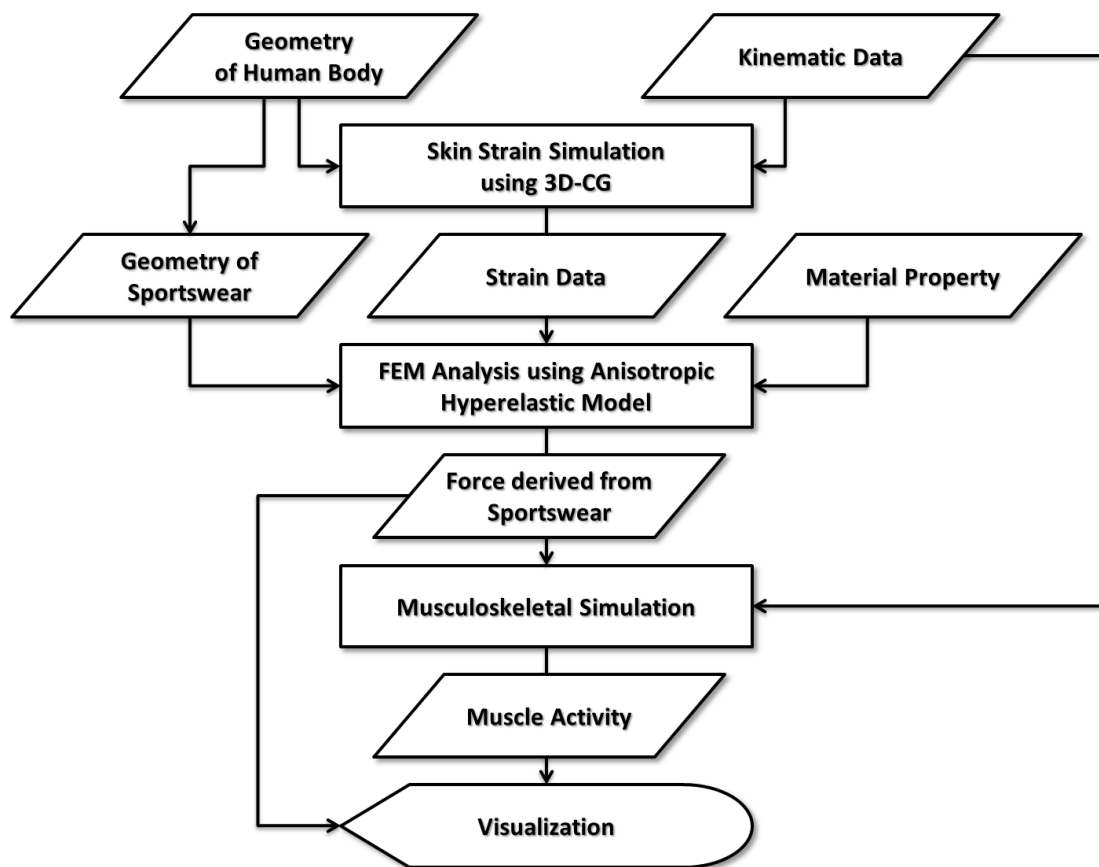 Geometry
of Human Body
Kinematic Data
Skin Strain Simulation
using 3D-CG
Geometry of
Sportswear
Strain Data
Material Property
FEM Analysis using Anisotropic
Hyperelastic Model
Force derived from
Sportswear
Musculoskeletal Simulation
Muscle Activity
Visualization